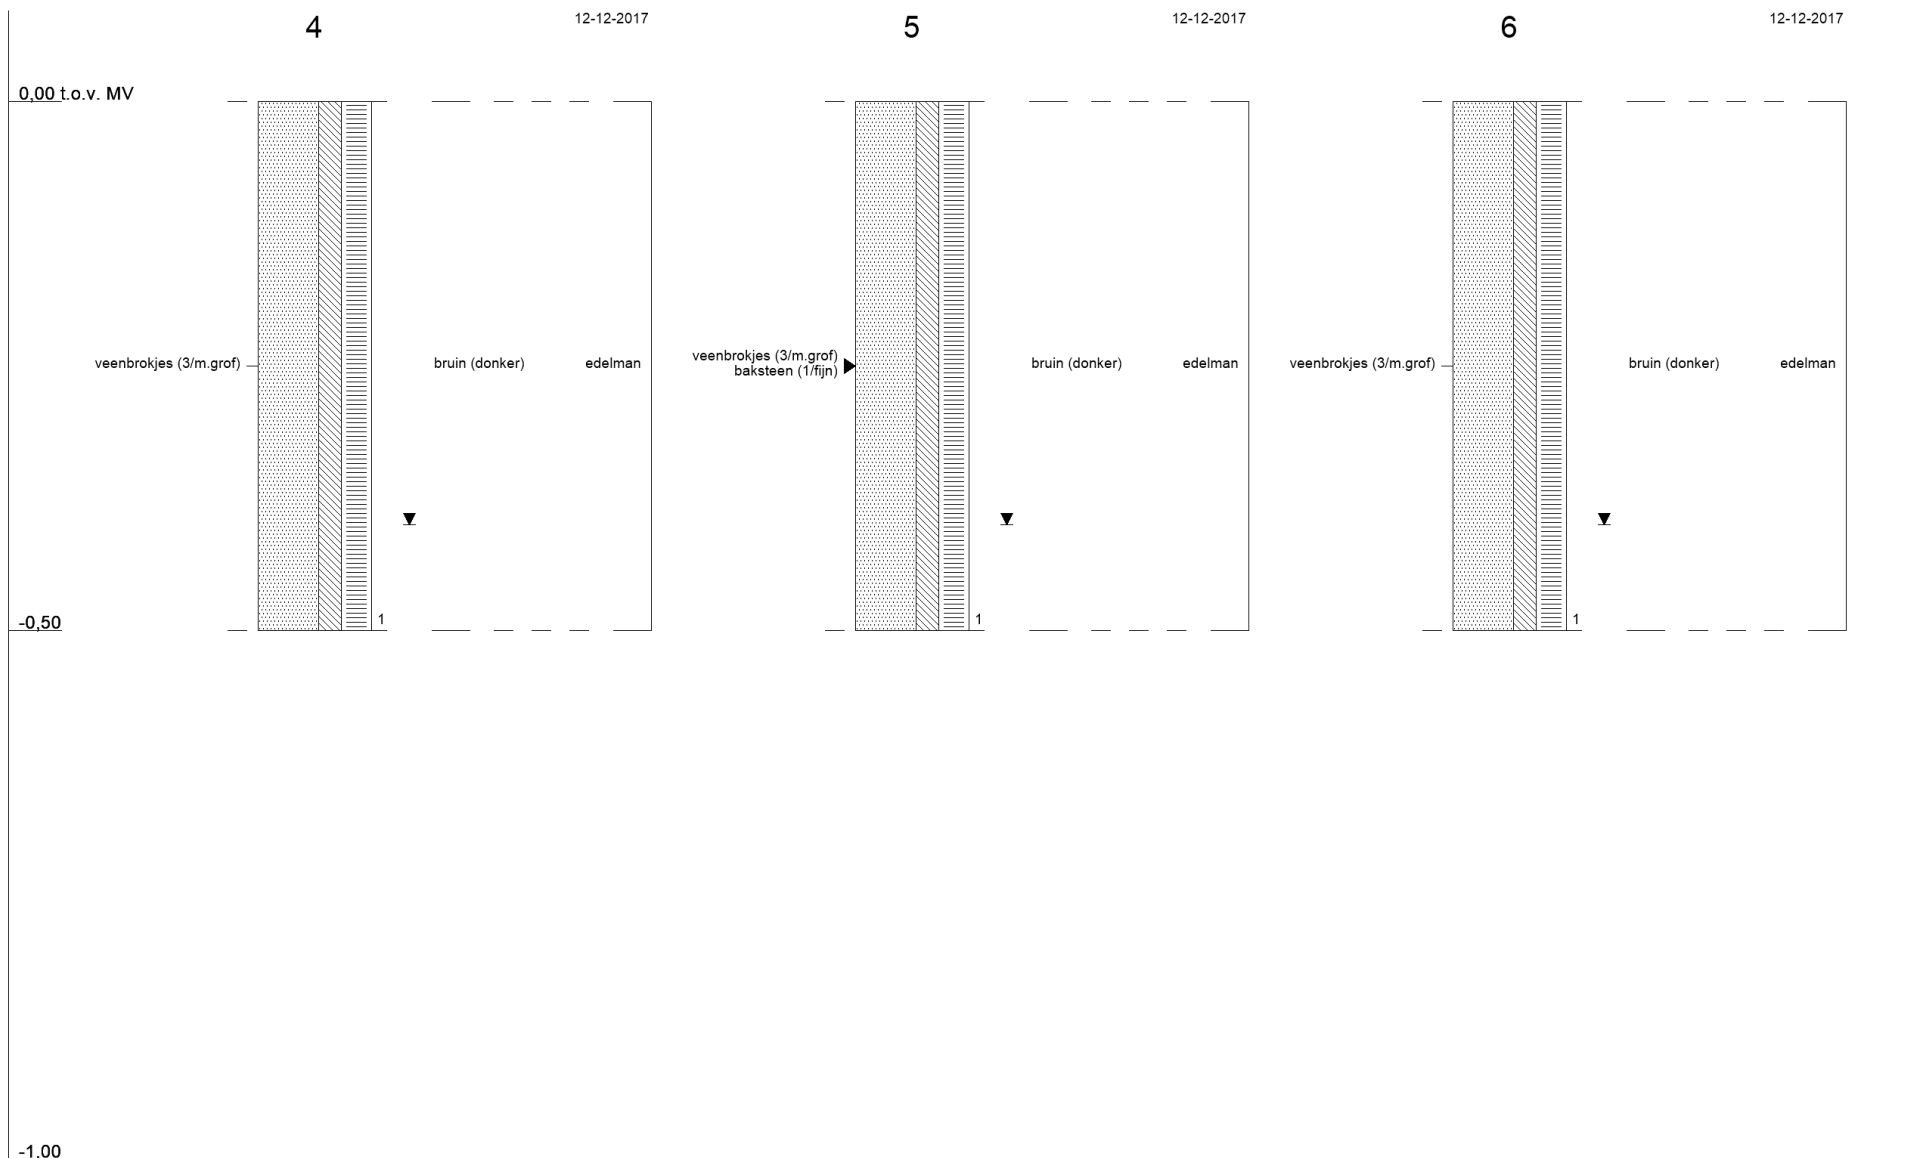 4
12-12-2017
5
12-12-2017
6
12-12-2017
0,00 t.o.v. MV
veenbrokjes (3/m.grof)
bruin (donker)
edelman
1
veenbrokjes (3/m.grof)
baksteen (1/fijn)
bruin (donker)
edelman
1
veenbrokjes (3/m.grof)
bruin (donker)
edelman
1
-0,50
-1,00